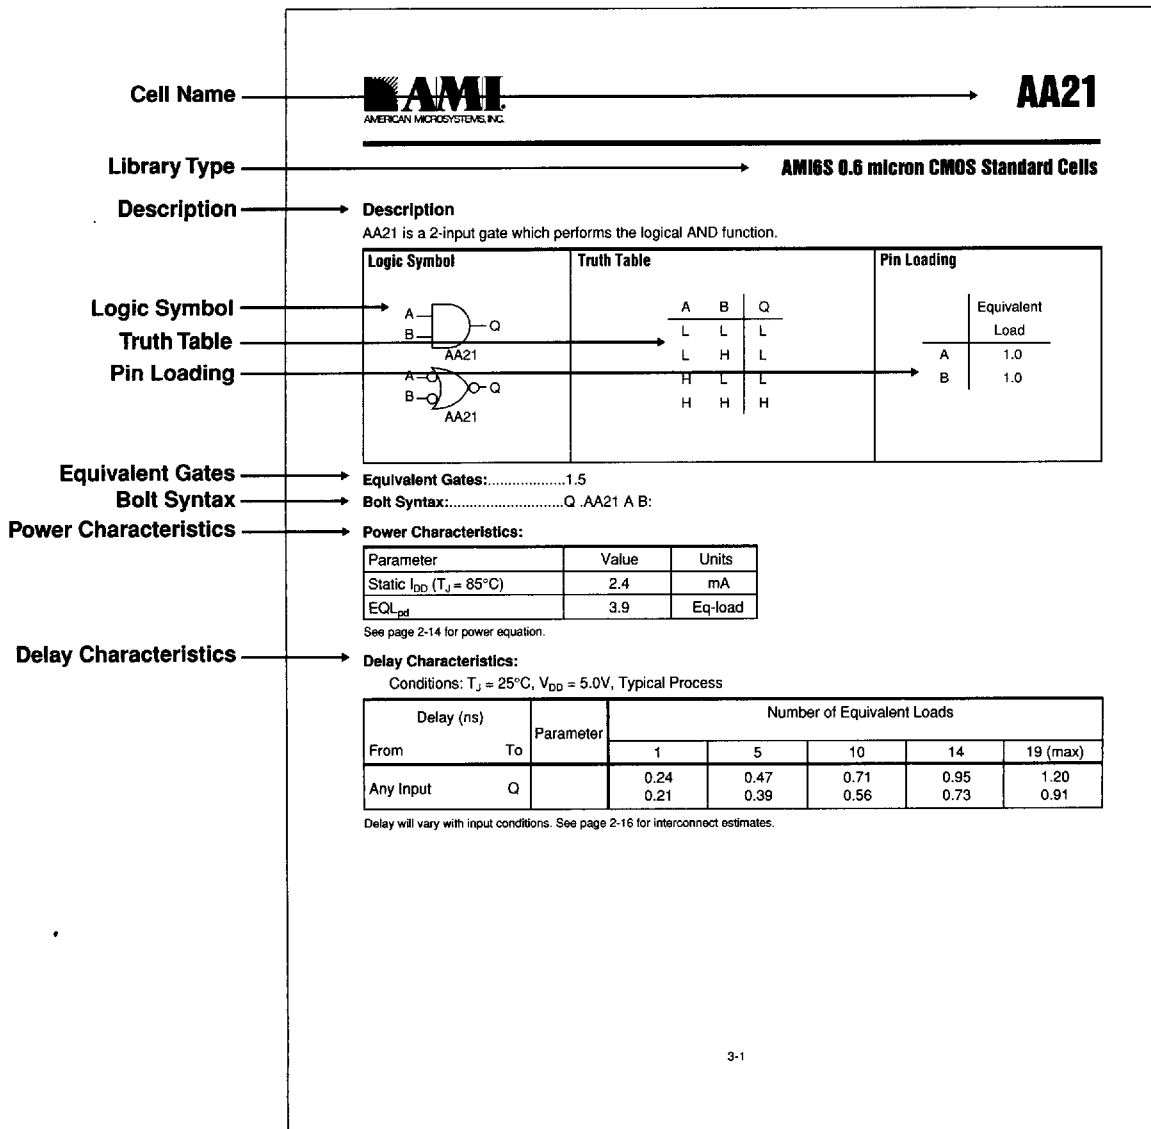 Cell Name
AMI.
AMERICAN MICROSYSTEMS, INC.
AA21
Library Type
AMI6S 0.6 micron CMOS Standard Cells
Description
Description
AA21 is a 2-input gate which performs the logical AND function.
Logic Symbol
Truth Table
Pin Loading
Logic Symbol
Truth Table
Pin Loading
A
B
Q
AA21
A
B
Q
AA21
A B Q
L L L
L H L
H L L
H H H
Equivalent
Load
A 1.0
B 1.0
Equivalent Gates
Equivalent Gates:..................1.5
Bolt Syntax
Bolt Syntax:...........................Q .AA21 A B:
Power Characteristics
Power Characteristics:
Parameter Value Units
Static IDD (TJ = 85°C) 2.4 mA
EQLpd 3.9 Eq-load
See page 2-14 for power equation.
Delay Characteristics
Delay Characteristics:
Conditions: TJ = 25°C, VDD = 5.0V, Typical Process
Delay (ns) Parameter Number of Equivalent Loads
From To 1 5 10 14 19 (max)
Any Input Q 0.24 0.47 0.71 0.95 1.20
0.21 0.39 0.56 0.73 0.91
Delay will vary with input conditions. See page 2-16 for interconnect estimates.
3-1